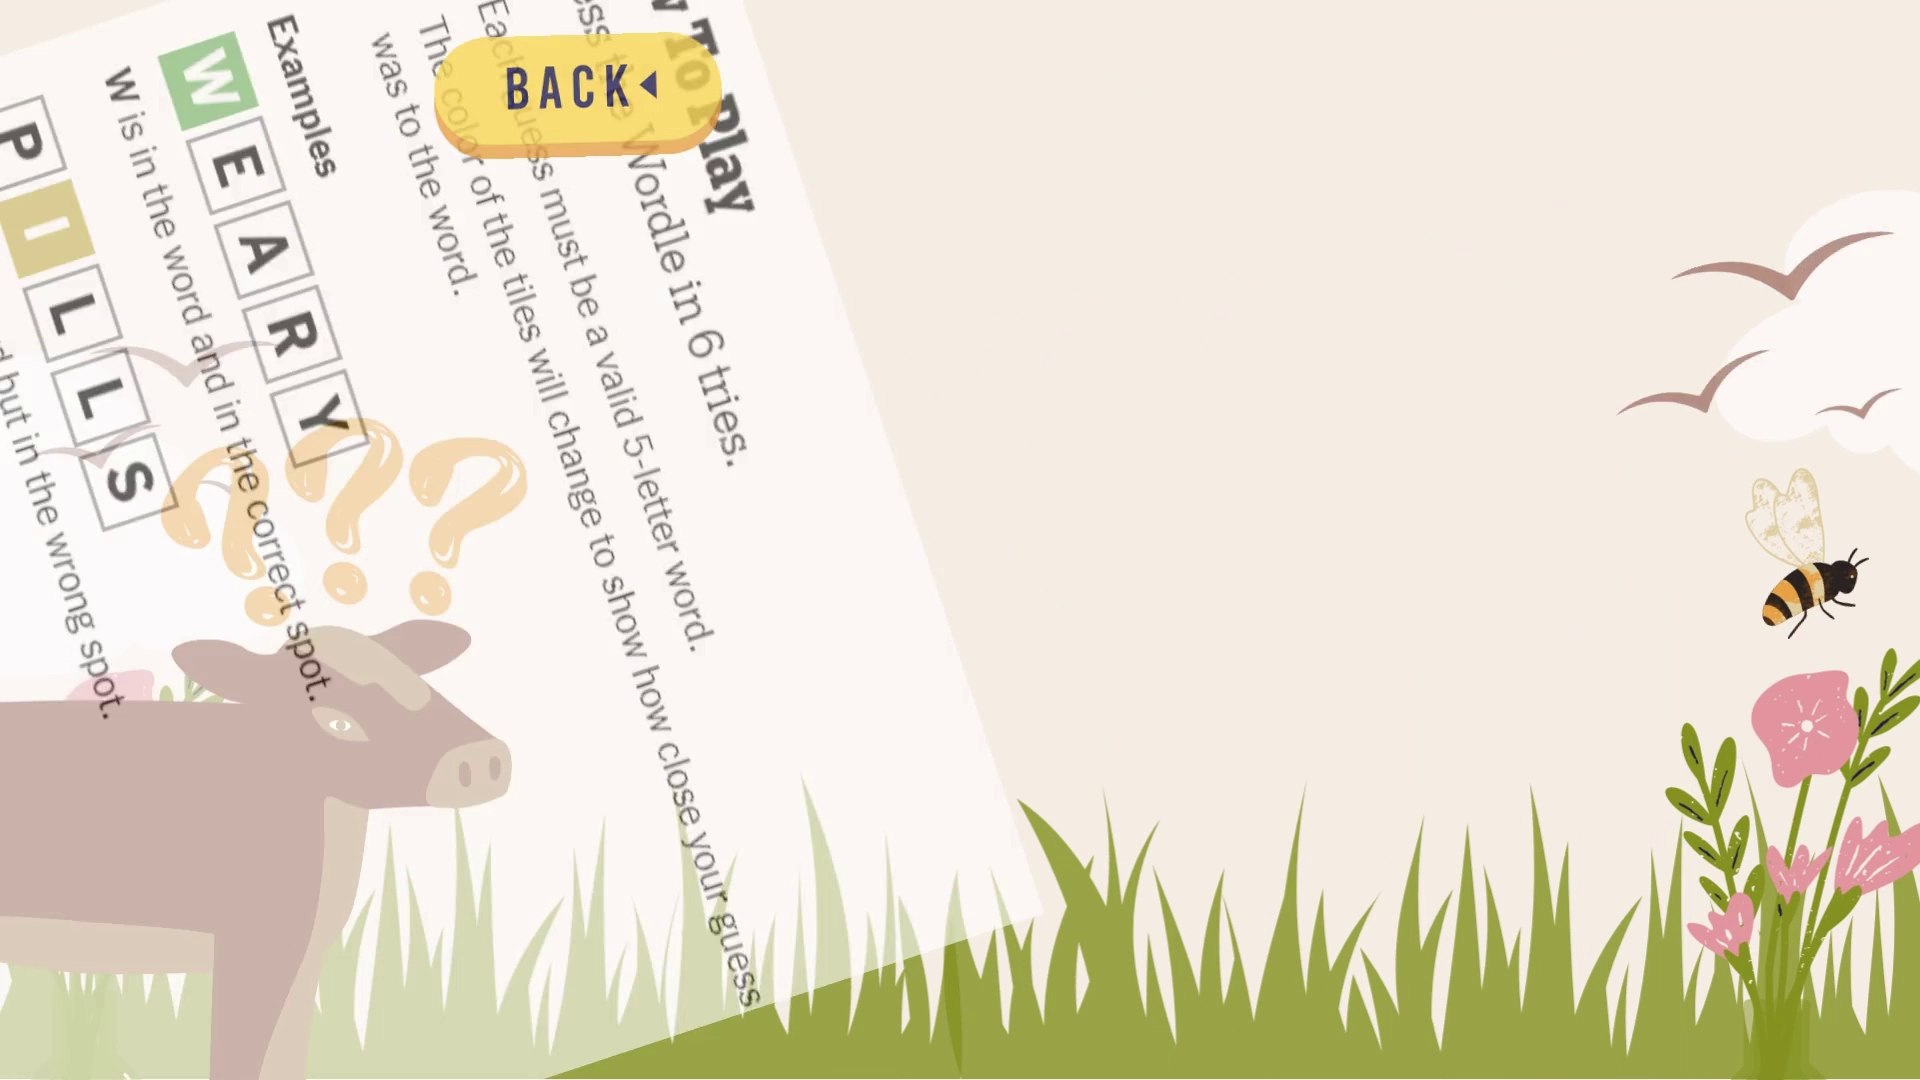 BACK
To Play
Wordle in 6 tries.
Each guess must be a valid 5-letter word.
The color of the tiles will change to show how close your guess
was to the word.
Examples
WEARY
W is in the word and in the correct spot.
PILLS
but in the wrong spot.